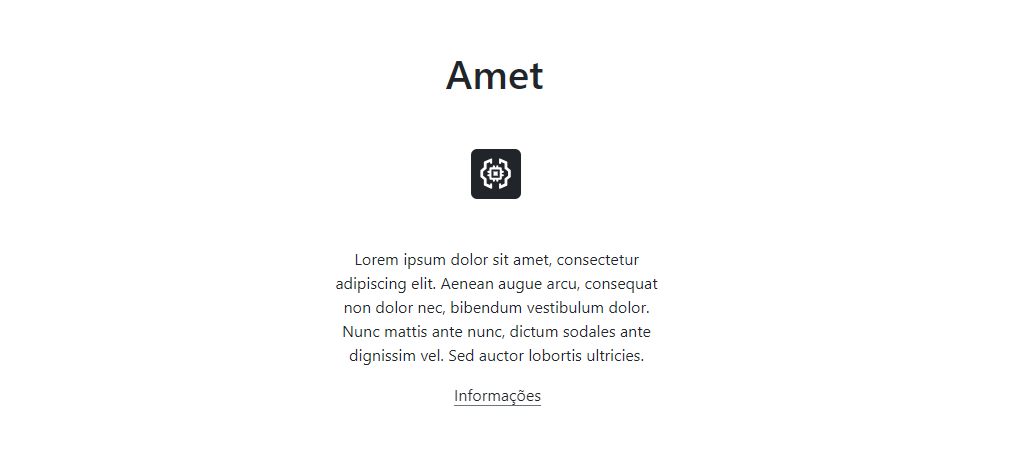 Amet
Lorem ipsum dolor sit amet, consectetur
adipiscing elit. Aenean augue arcu, consequat
non dolor nec, bibendum vestibulum dolor.
Nunc mattis ante nunc, dictum sodales ante
dignissim vel. Sed auctor lobortis ultricies.
Informações